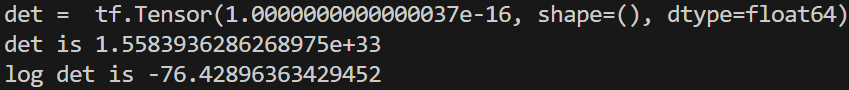 det =  tf.Tensor(1.0000000000000037e-16, shape=(), dtype=float64)
det is 1.5583936286268975e+33
log det is -76.42896363429452